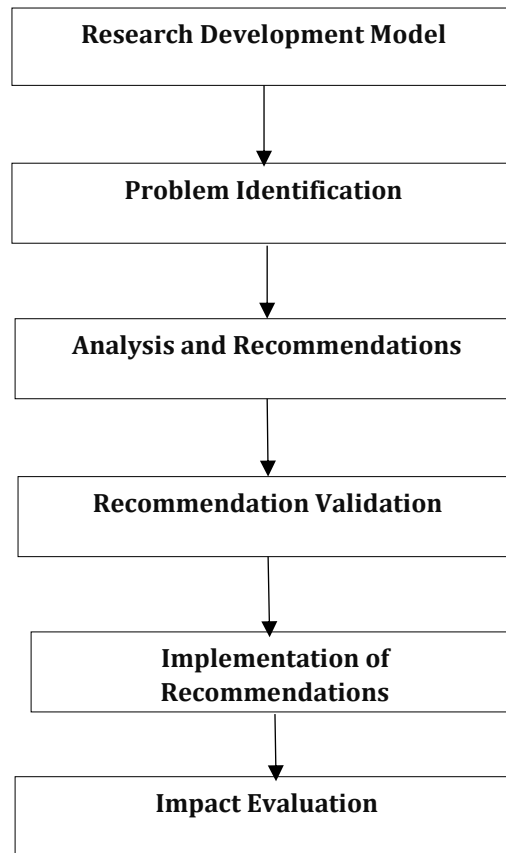 Research Development Model
Problem Identification
Analysis and Recommendations
Recommendation Validation
Implementation of
Recommendations
Impact Evaluation